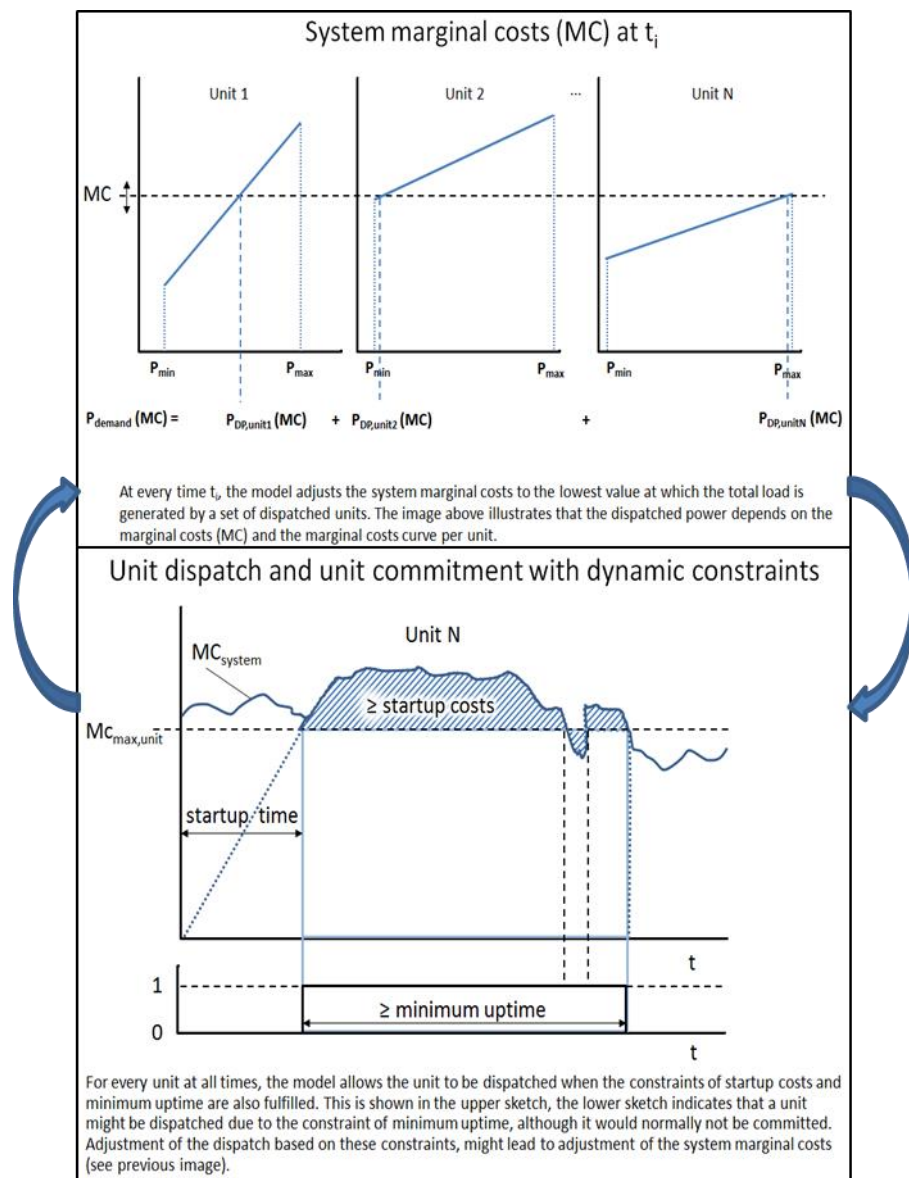 System marginal costs (MC) at ti
Unit 1
Unit 2
...
Unit N
MC
Pmin
Pmax
Pmin
Pmax
Pmin
Pmax
Pdemand (MC) = PDP,unit1 (MC) + PDP,unit2 (MC) + PDP,unitN (MC)
At every time ti, the model adjusts the system marginal costs to the lowest value at which the total load is
generated by a set of dispatched units. The image above illustrates that the dispatched power depends on the
marginal costs (MC) and the marginal costs curve per unit.
Unit dispatch and unit commitment with dynamic constraints
Unit N
MCsystem
≥ startup costs
Mcmax,unit
startup time
t
1
≥ minimum uptime
0
t
For every unit at all times, the model allows the unit to be dispatched when the constraints of startup costs and
minimum uptime are also fulfilled. This is shown in the upper sketch, the lower sketch indicates that a unit
might be dispatched due to the constraint of minimum uptime, although it would normally not be committed.
Adjustment of the dispatch based on these constraints, might lead to adjustment of the system marginal costs
(see previous image).